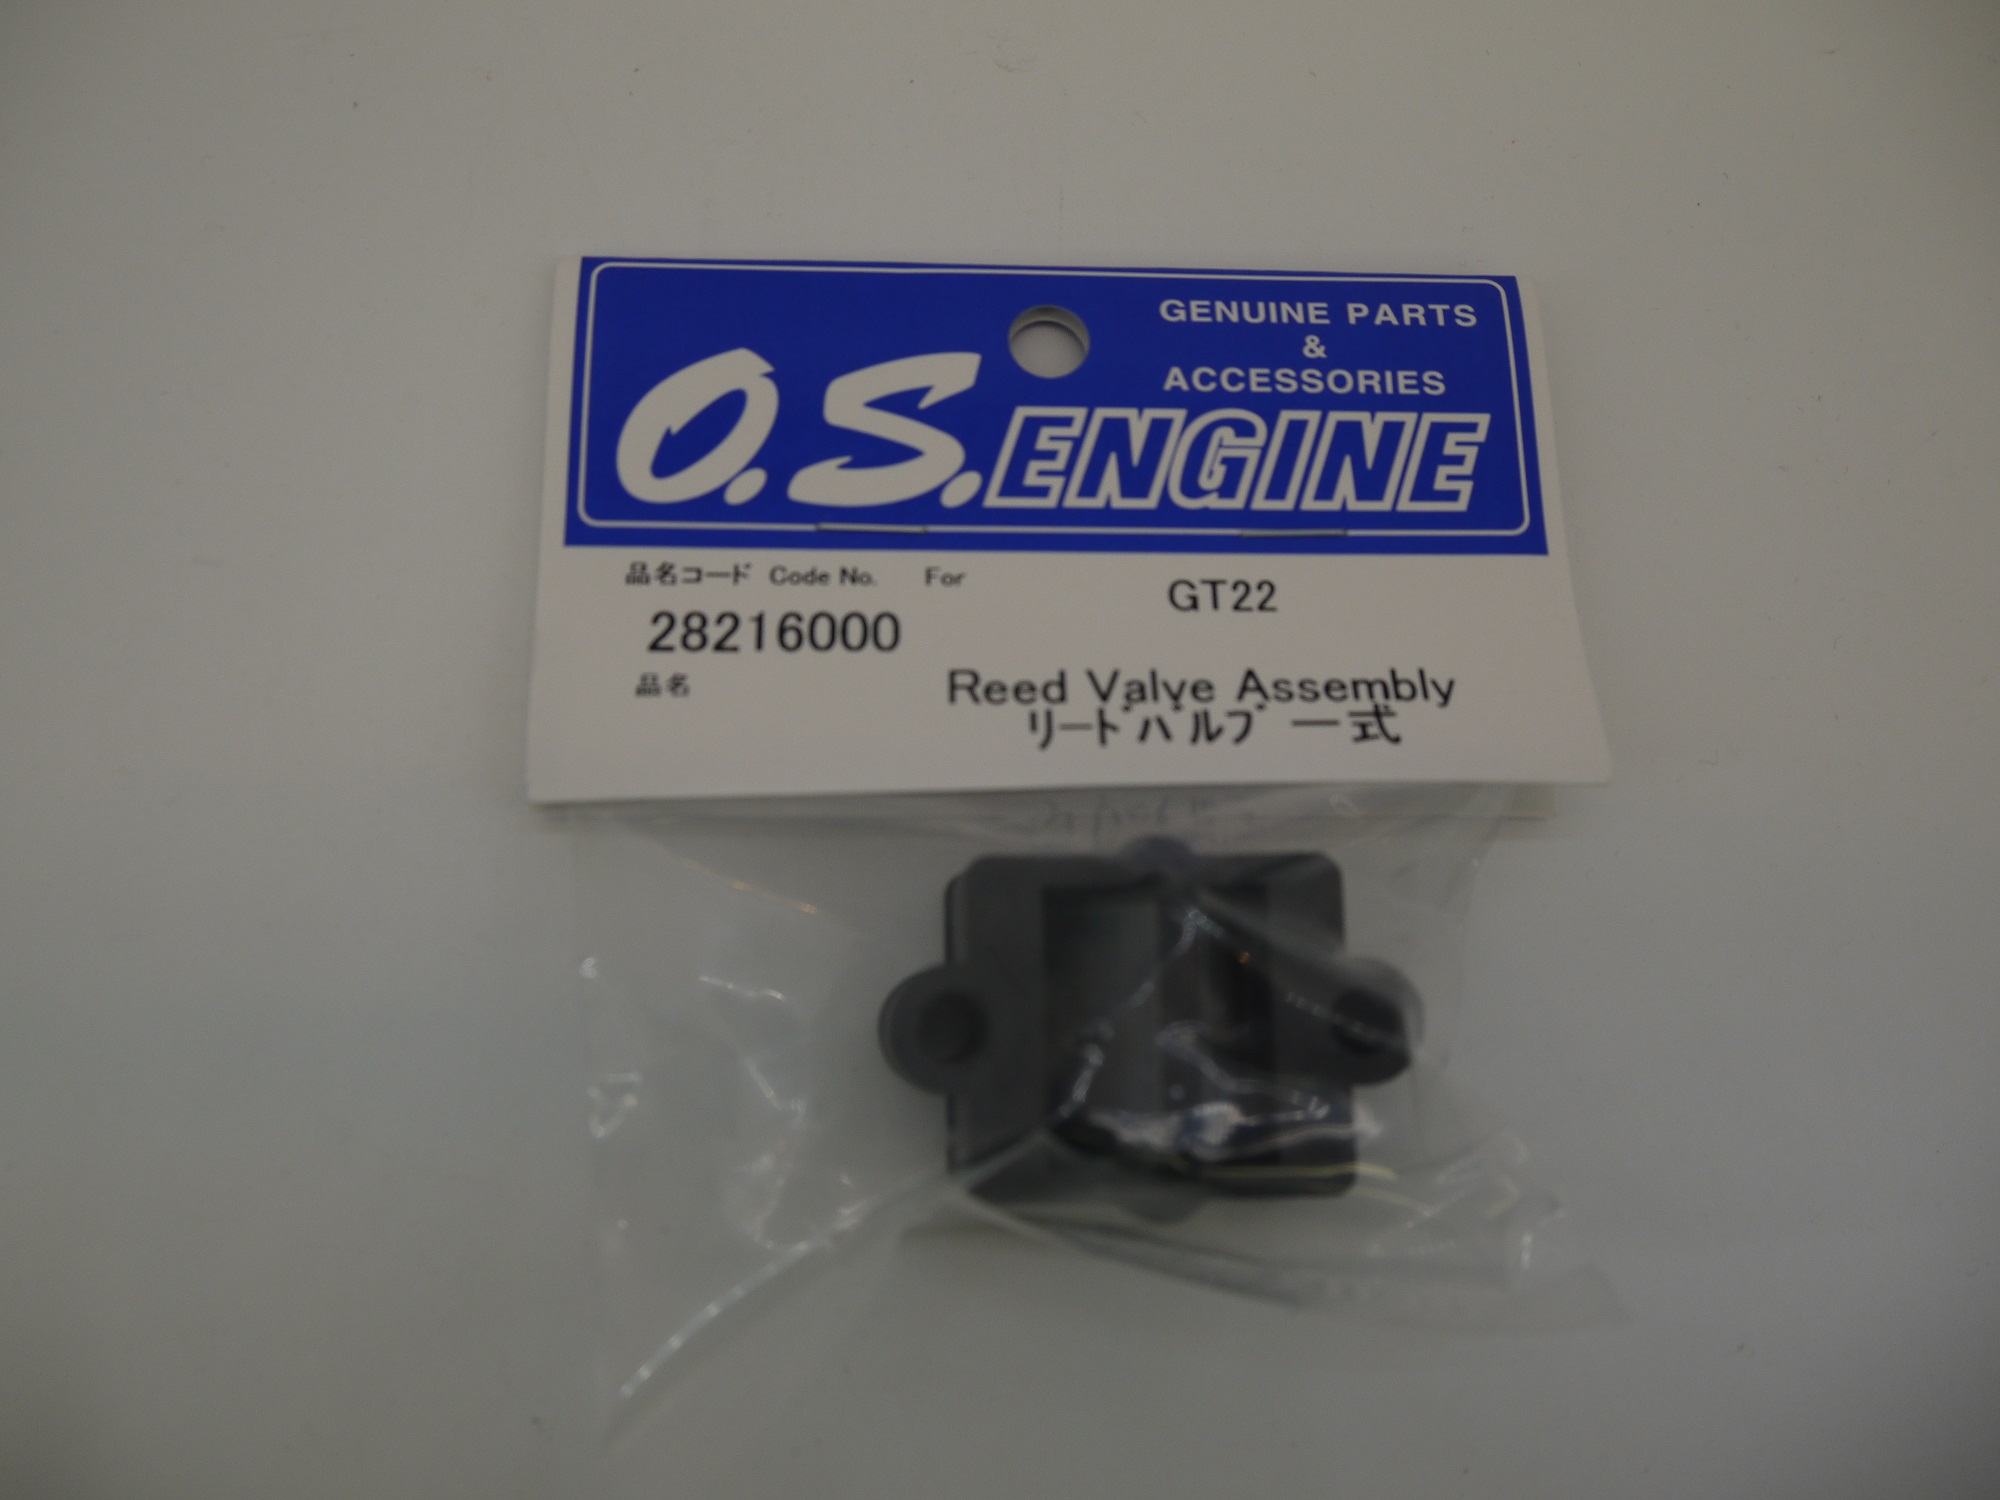 GENUINE PARTS
&
ACCESSORIES
O.S.ENGINE
品名コード Code No. For
GT22
28216000
品名
Reed Valve Assembly
リードバルブ 一式